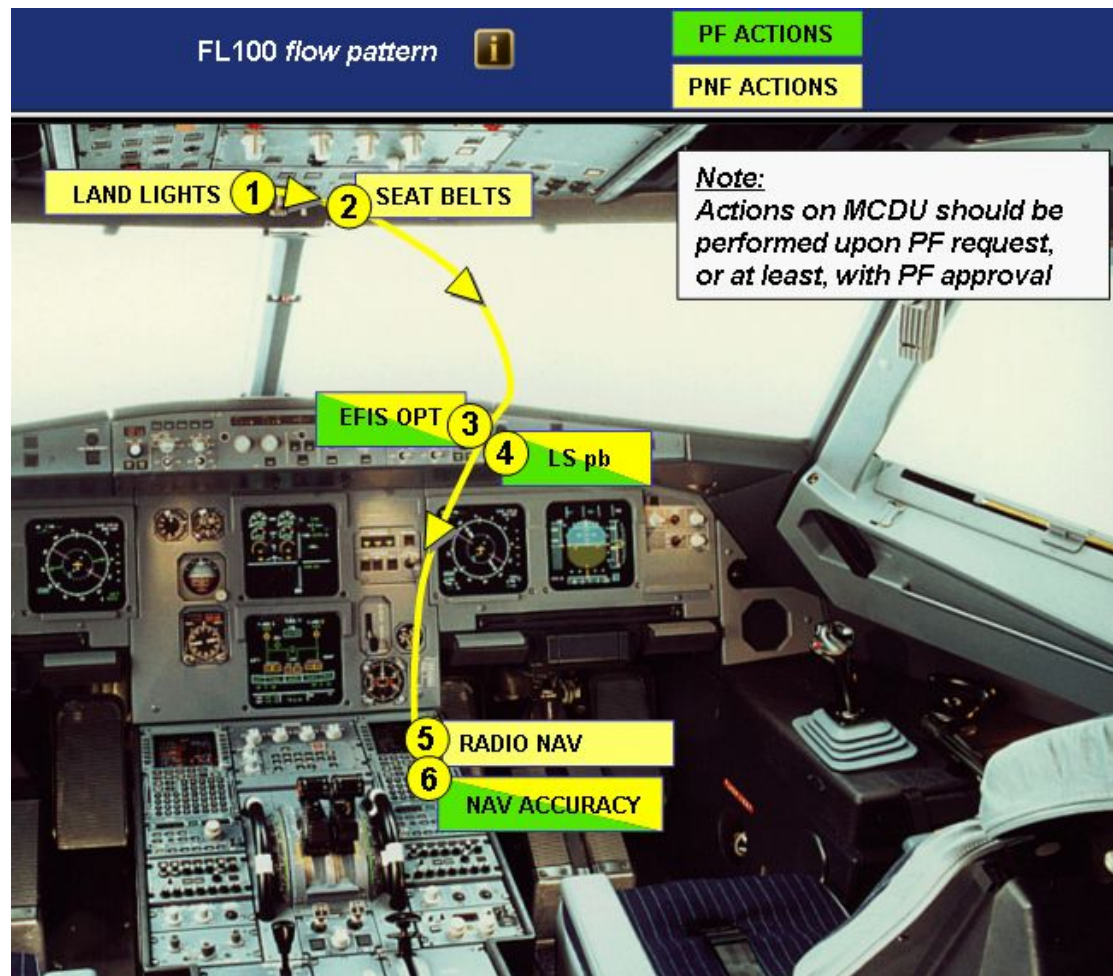 FL100 flow pattern
i
PF ACTIONS
PNF ACTIONS
Note:
Actions on MCDU should be
performed upon PF request,
or at least, with PF approval
LAND LIGHTS 1
2 SEAT BELTS
EFIS OPT 3
4 LS pb
5 RADIO NAV
6 NAV ACCURACY